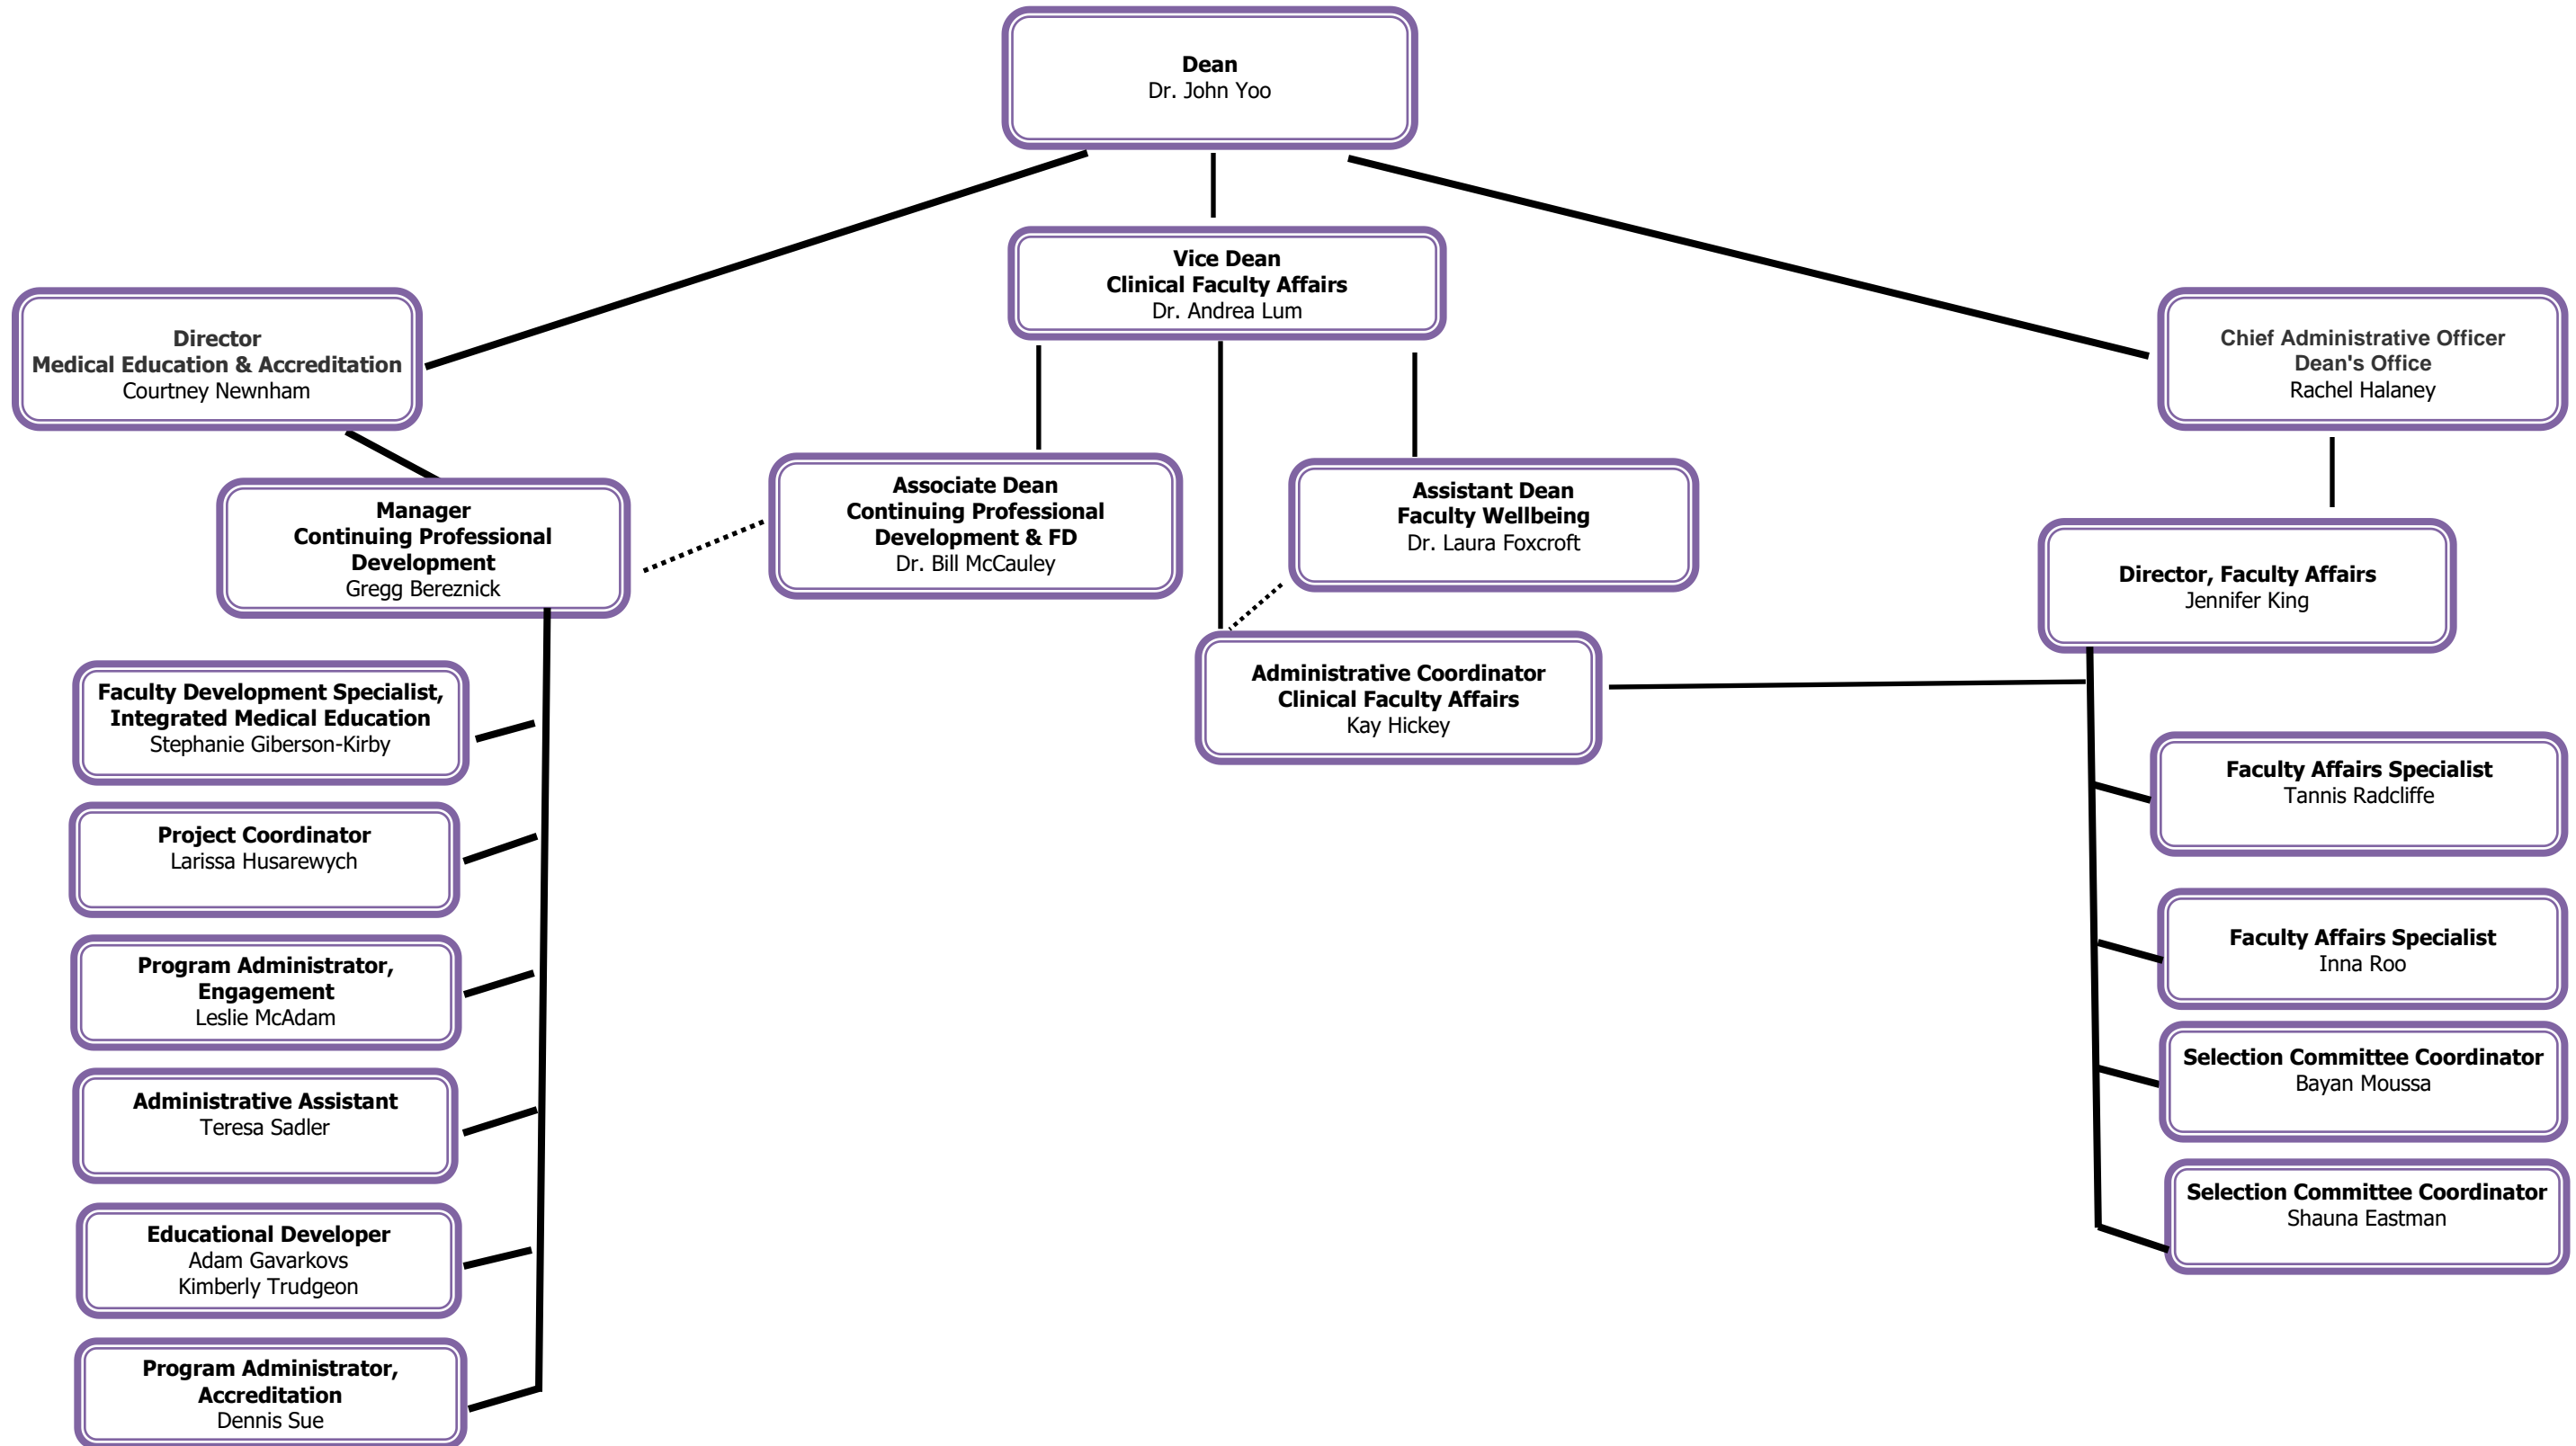 Dean
Dr. John Yoo
Vice Dean
Clinical Faculty Affairs
Dr. Andrea Lum
Director
Medical Education & Accreditation
Courtney Newnham
Chief Administrative Officer
Dean's Office
Rachel Halaney
Manager
Continuing Professional
Development
Gregg Bereznick
Associate Dean
Continuing Professional
Development & FD
Dr. Bill McCauley
Assistant Dean
Faculty Wellbeing
Dr. Laura Foxcroft
Director, Faculty Affairs
Jennifer King
Administrative Coordinator
Clinical Faculty Affairs
Kay Hickey
Faculty Development Specialist,
Integrated Medical Education
Stephanie Giberson-Kirby
Project Coordinator
Larissa Husarewych
Program Administrator,
Engagement
Leslie McAdam
Administrative Assistant
Teresa Sadler
Educational Developer
Adam Gavarkovs
Kimberly Trudgeon
Program Administrator,
Accreditation
Dennis Sue
Faculty Affairs Specialist
Tannis Radcliffe
Faculty Affairs Specialist
Inna Roo
Selection Committee Coordinator
Bayan Moussa
Selection Committee Coordinator
Shauna Eastman